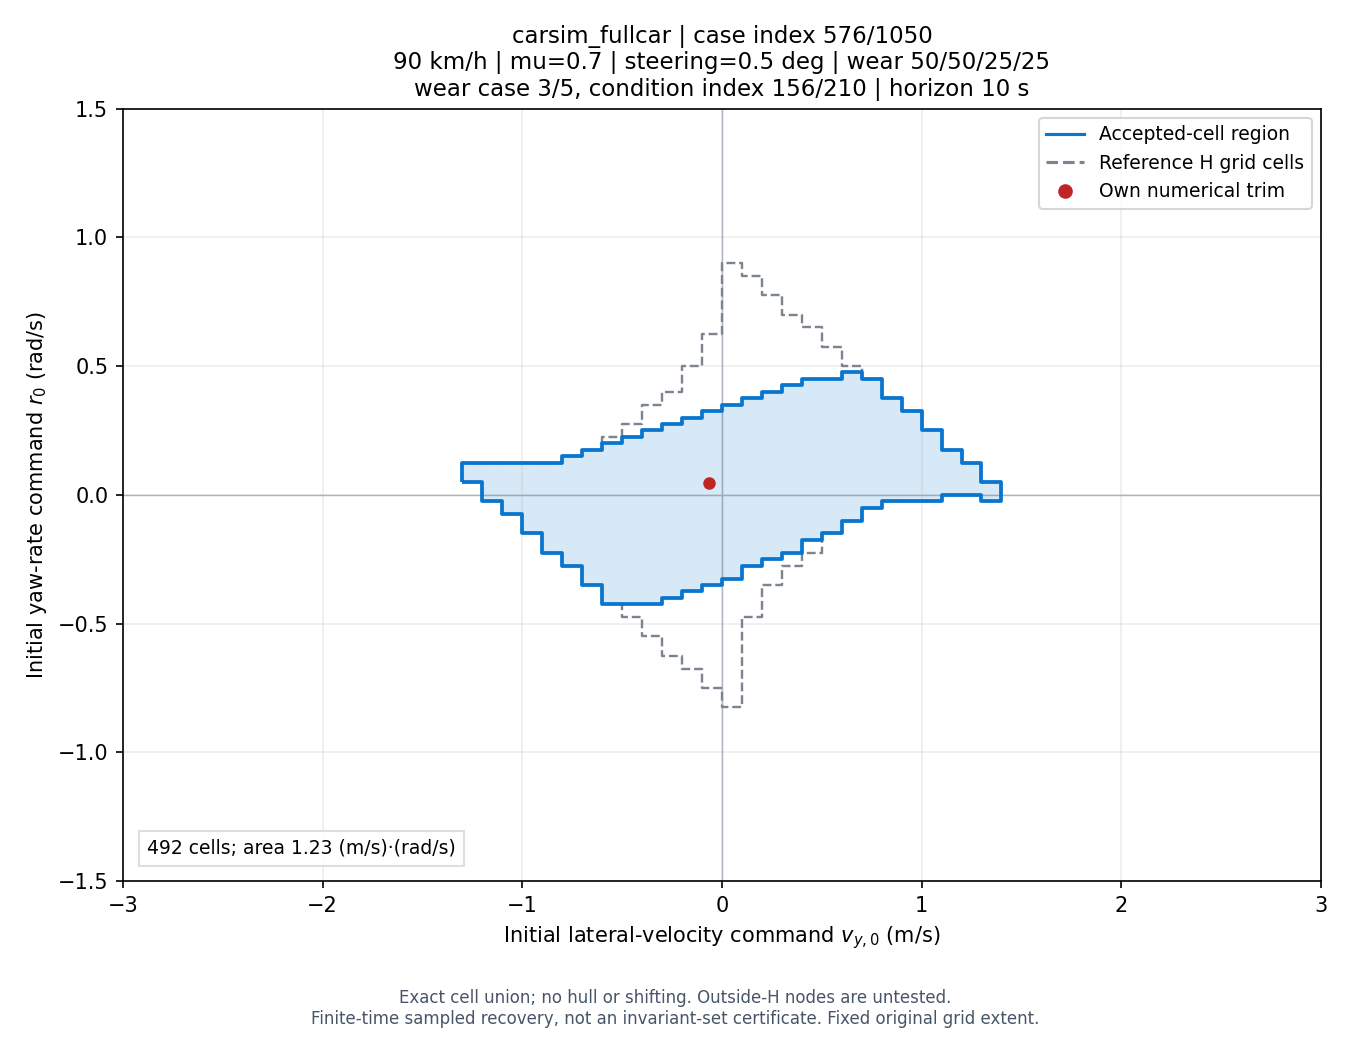 carsim_fullcar | case index 576/1050
90 km/h | mu=0.7 | steering=0.5 deg | wear 50/50/25/25
wear case 3/5, condition index 156/210 | horizon 10 s
Accepted-cell region
Reference H grid cells
Own numerical trim
1.5
1.0
0.5
0.0
−0.5
−1.0
−1.5
Initial yaw-rate command r0 (rad/s)
492 cells; area 1.23 (m/s)·(rad/s)
−3
−2
−1
0
1
2
3
Initial lateral-velocity command vy,0 (m/s)
Exact cell union; no hull or shifting. Outside-H nodes are untested.
Finite-time sampled recovery, not an invariant-set certificate. Fixed original grid extent.